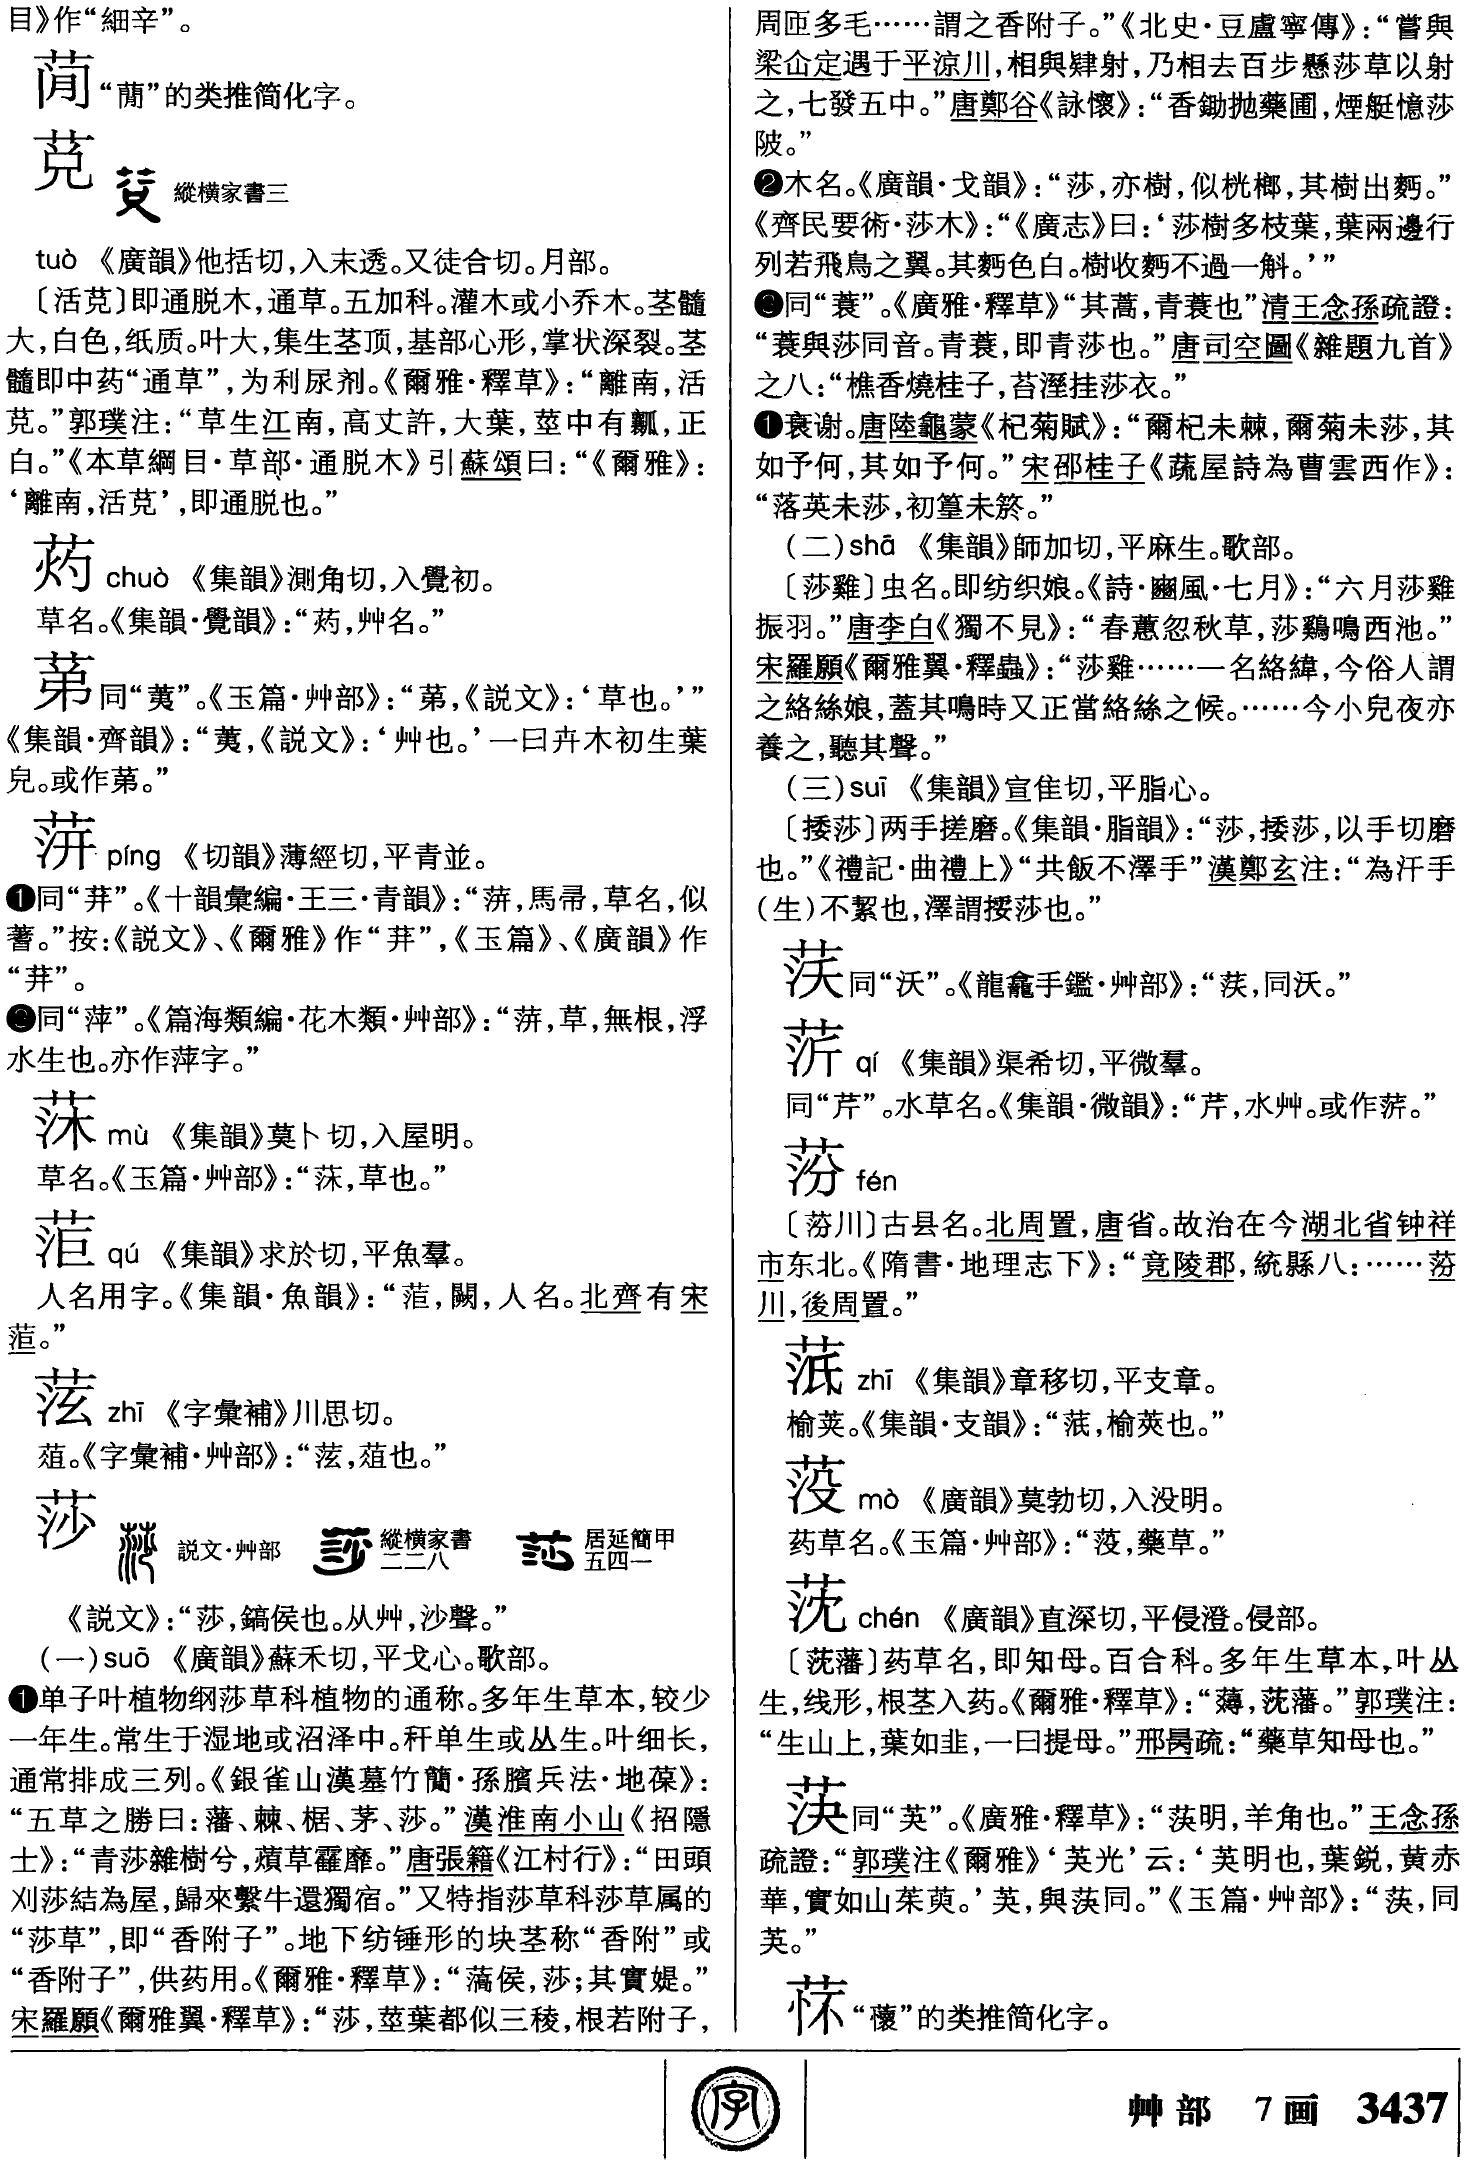 目》作“細辛”。
蕳 “蕳”的类推简化字。
莌 縱横家書三
tuò 《廣韻》他括切，入末透。又徒合切。月部。
〔活莌〕即通脱木，通草。五加科。灌木或小乔木。茎髓
大，白色，纸质。叶大，集生茎顶，基部心形，掌状深裂。茎
髓即中药“通草”，为利尿剂。《爾雅·釋草》：“離南，活
莌。”郭璞注：“草生江南，高丈許，大葉，莖中有瓤，正
白。”《本草綱目·草部·通脱木》引蘇頌曰：“《爾雅》：
‘離南，活莌’，即通脱也。”
葯 chuò 《集韻》測角切，入覺初。
草名。《集韻·覺韻》：“菂，艸名。”
苐同“荑”。《玉篇·艸部》：“苐，《説文》：‘草也。’”
《集韻·齊韻》：“荑，《説文》：‘艸也。’一曰卉木初生葉
皃。或作苐。”
蓱 píng 《切韻》薄經切，平青並。
❶同“荓”。《十韻彙編·王三·青韻》：“蓱，馬帚，草名，似
蓍。”按：《説文》、《爾雅》作“荓”，《玉篇》、《廣韻》作
“荓”。
❷同“萍”。《篇海類編·花木類·艸部》：“蓱，草，無根，浮
水生也。亦作萍字。”
莯 mù 《集韻》莫卜切，入屋明。
草名。《玉篇·艸部》：“莯，草也。”
qú 《集韻》求於切，平魚羣。
人名用字。《集韻·魚韻》：“闕，人名。北齊有宋
。”
zhī 《字彙補》川思切。
葅。《字彙補·艸部》：“葅也。”
莎 説文·艸部 縱横家書二二八 居延簡甲五四一
《説文》：“莎，鎬侯也。从艸，沙聲。”
（一）suō 《廣韻》蘇禾切，平戈心。歌部。
❶单子叶植物纲莎草科植物的通称。多年生草本，较少
一年生。常生于湿地或沼泽中。秆单生或丛生。叶细长，
通常排成三列。《銀雀山漢墓竹簡·孫臏兵法·地葆》：
“五草之勝曰：藩、棘、椐、茅、莎。”漢淮南小山《招隱
士》：“青莎雜樹兮，薠草靃靡。”唐張籍《江村行》：“田頭
刈莎結為屋，歸來繫牛還獨宿。”又特指莎草科莎草属的
“莎草”，即“香附子”。地下纺锤形的块茎称“香附”或
“香附子”，供药用。《爾雅·釋草》：“薃侯，莎；其實媞。”
宋羅願《爾雅翼·釋草》：“莎，莖葉都似三稜，根若附子，
周匝多毛……謂之香附子。”《北史·豆盧寧傳》：“嘗與
梁仚定遇于平涼川，相與肄射，乃相去百步懸莎草以射
之，七發五中。”唐鄭谷《詠懷》：“香鋤抛藥圃，煙艇憶莎
陂。”
❷木名。《廣韻·戈韻》：“莎，亦樹，似桄榔，其樹出麪。”
《齊民要術·莎木》：“《廣志》曰：‘莎樹多枝葉，葉兩邊行
列若飛鳥之翼。其麪色白。樹收麪不過一斛。’”
❸同“蓑”。《廣雅·釋草》“其蒿，青蓑也”清王念孫疏證：
“蓑與莎同音。青蓑，即青莎也。”唐司空圖《雜題九首》
之八：“樵香燒桂子，苔溼挂莎衣。”
❶衰谢。唐陸龜蒙《杞菊賦》：“爾杞未棘，爾菊未莎，其
如予何，其如予何。”宋邵桂子《蔬屋詩為曹雲西作》：
“落英未莎，初篁未箊。”
（二）shā 《集韻》師加切，平麻生。歌部。
〔莎雞〕虫名。即纺织娘。《詩·豳風·七月》：“六月莎雞
振羽。”唐李白《獨不見》：“春蕙忽秋草，莎鷄鳴西池。”
宋羅願《爾雅翼·釋蟲》：“莎雞……一名絡緯，今俗人謂
之絡絲娘，蓋其鳴時又正當絡絲之候。……今小兒夜亦
養之，聽其聲。”
（三）suī 《集韻》宣隹切，平脂心。
〔捼莎〕两手搓磨。《集韻·脂韻》：“莎，捼莎，以手切磨
也。”《禮記·曲禮上》“共飯不澤手”漢鄭玄注：“為汗手
（生）不絜也，澤謂捼莎也。”
同“沃”。《龍龕手鑑·艸部》：“同沃。”
qí 《集韻》渠希切，平微羣。
同“芹”。水草名。《集韻·微韻》：“芹，水艸。或作。”
fén
〔川〕古县名。北周置，唐省。故治在今湖北省钟祥
市东北。《隋書·地理志下》：“竟陵郡，統縣八：……
川，後周置。”
zhī 《集韻》章移切，平支章。
榆荚。《集韻·支韻》：“榆莢也。”
莈 mò 《廣韻》莫勃切，入没明。
药草名。《玉篇·艸部》：“莈，藥草。”
莐 chén 《廣韻》直深切，平侵澄。侵部。
〔莐藩〕药草名，即知母。百合科。多年生草本，叶丛
生，线形，根茎入药。《爾雅·釋草》：“薚，莐藩。”郭璞注：
“生山上，葉如韭，一曰提母。”邢昺疏：“藥草知母也。”
同“英”。《廣雅·釋草》：“明，羊角也。”王念孫
疏證：“郭璞注《爾雅》‘英光’云：‘英明也，葉鋭，黄赤
華，實如山茱萸。’英，與同。”《玉篇·艸部》：“同
英。”
“蘹”的类推简化字。
字
艸部 7画 3437